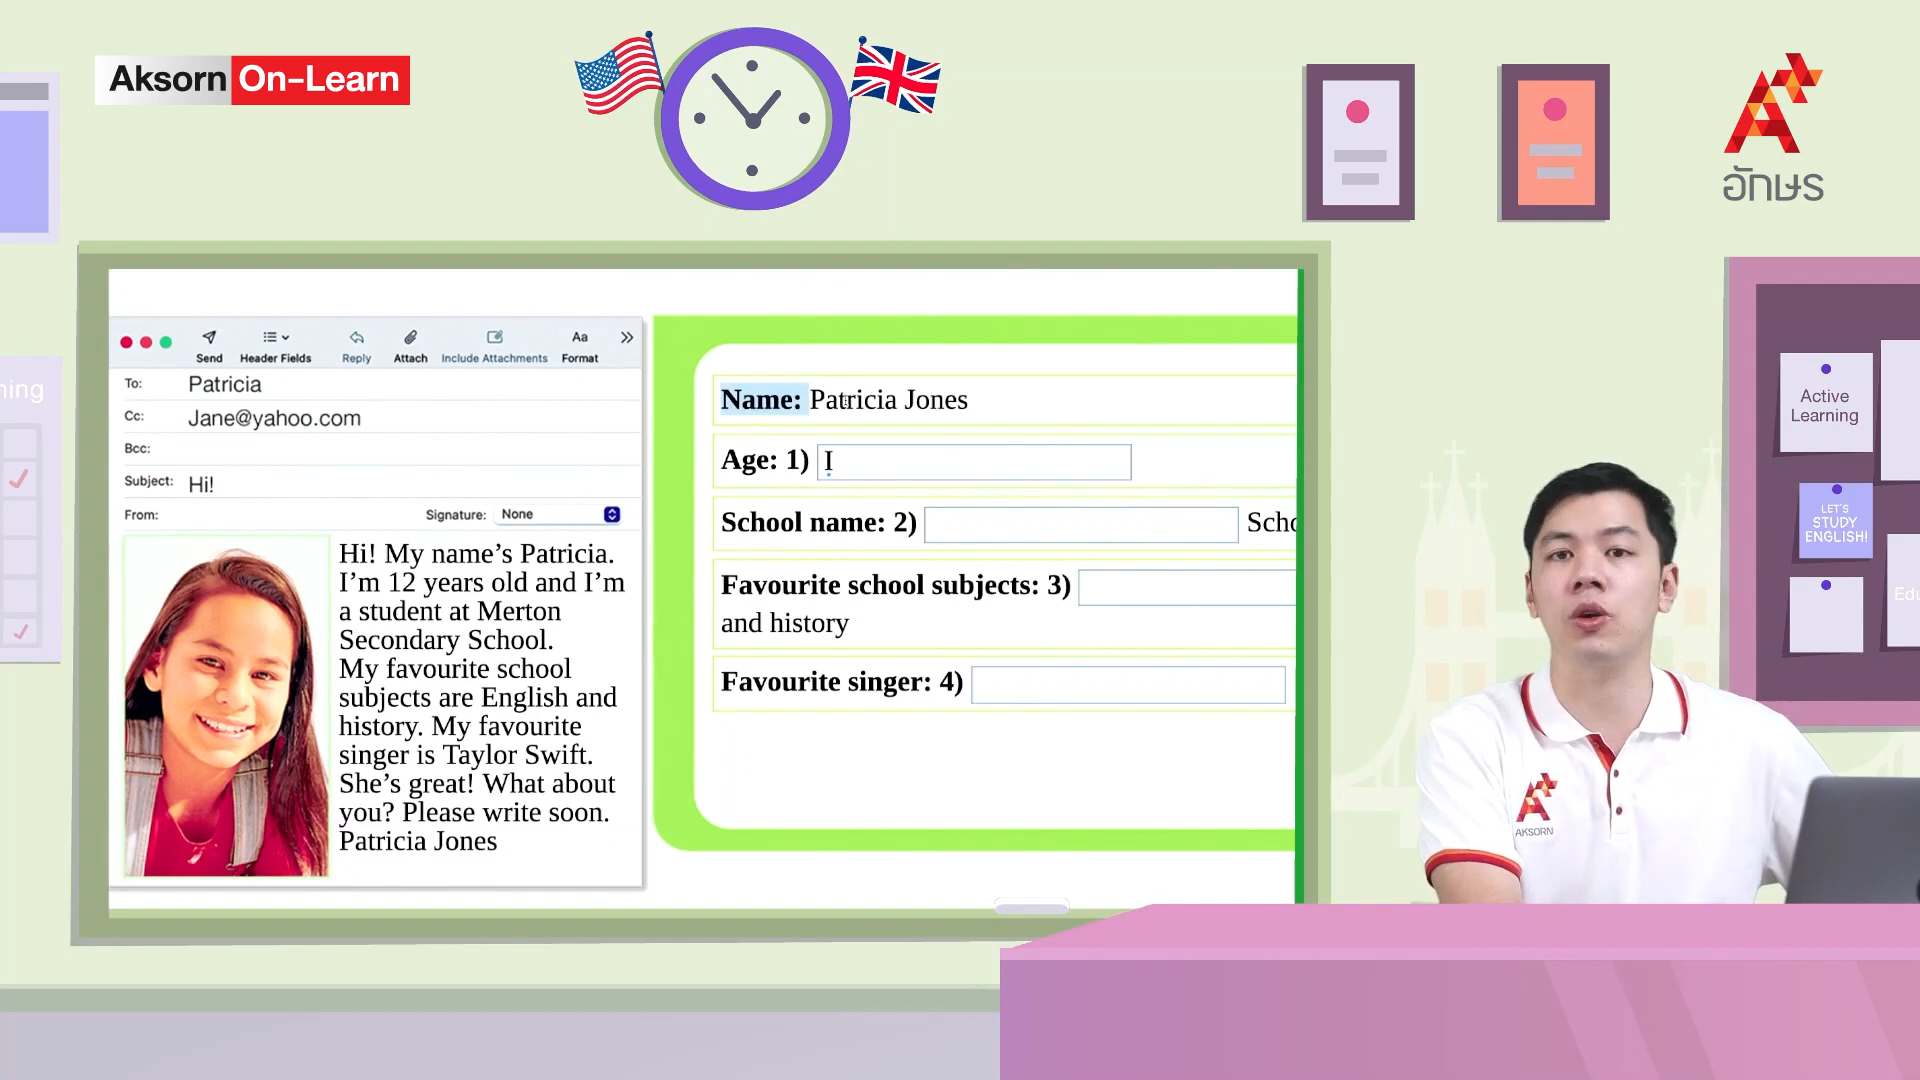 Aksorn On-Learn
อักษร
ning
Send
Header Fields
Reply
Attach
Include Attachments
Aa
Format
To: Patricia
Cc: Jane@yahoo.com
Bcc:
Subject: Hi!
From:
Signature: None
Hi! My name’s Patricia.
I’m 12 years old and I’m
a student at Merton
Secondary School.
My favourite school
subjects are English and
history. My favourite
singer is Taylor Swift.
She’s great! What about
you? Please write soon.
Patricia Jones
Name: Patricia Jones
Age: 1)
School name: 2) Scho
Favourite school subjects: 3)
and history
Favourite singer: 4)
Active
Learning
LET'S
STUDY
ENGLISH!
Edu
AKSORN